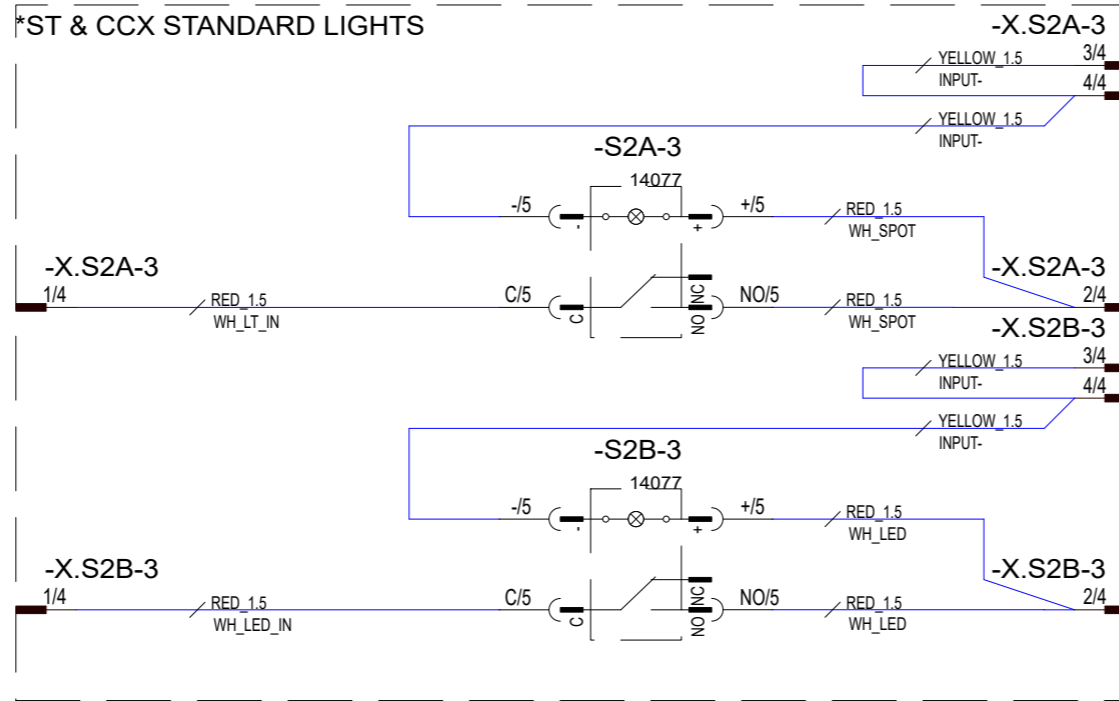 *ST & CCX STANDARD LIGHTS
-X.S2A-3
YELLOW_1.5
3/4
INPUT-
4/4
YELLOW_1.5
INPUT-
-S2A-3
14077
-/5
+/5
RED_1.5
WH_SPOT
-
+
-X.S2A-3
-X.S2A-3
1/4
RED_1.5
WH_LT_IN
C/5
C
NO
NC
NO/5
RED_1.5
WH_SPOT
2/4
-X.S2B-3
YELLOW_1.5
3/4
INPUT-
4/4
YELLOW_1.5
INPUT-
-S2B-3
14077
-/5
+/5
RED_1.5
WH_LED
-
+
-X.S2B-3
-X.S2B-3
1/4
RED_1.5
WH_LED_IN
C/5
C
NO
NC
NO/5
RED_1.5
WH_LED
2/4